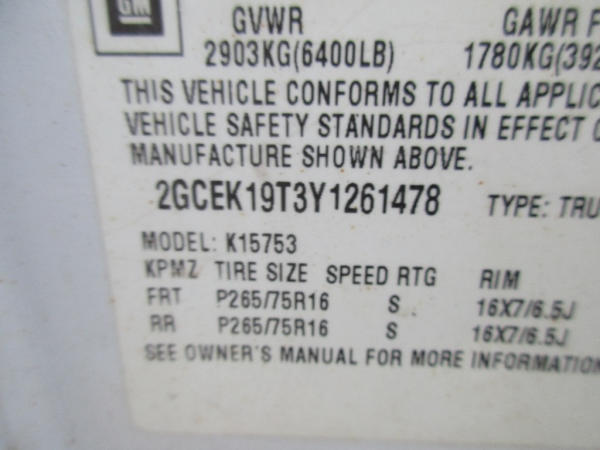 GM
GVWR GAWR F
2903KG(6400LB) 1780KG(392
THIS VEHICLE CONFORMS TO ALL APPLIC
VEHICLE SAFETY STANDARDS IN EFFECT O
MANUFACTURE SHOWN ABOVE.
2GCEK19T3Y1261478 TYPE: TRU
MODEL: K15753
KPMZ TIRE SIZE SPEED RTG RIM
FRT P265/75R16 S 16X7/6.5J
RR P265/75R16 S 16X7/6.5J
SEE OWNER'S MANUAL FOR MORE INFORMATION